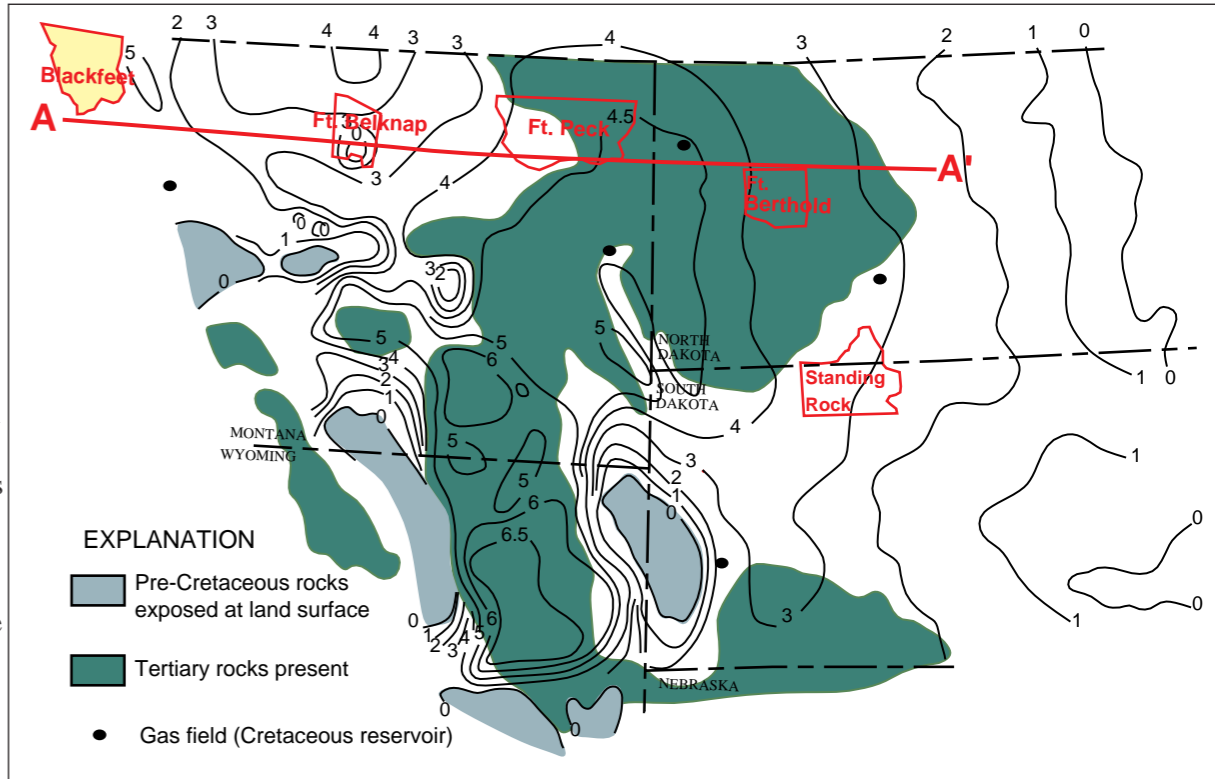 2 3 4 4 3 3 4 3 2 1 0
5
Blackfeet
A
Ft. Belknap
3
0
Ft. Peck
4.5
3
4
A'
Ft.
Berthold
0 0
1
0
3 2
5
5
NORTH
DAKOTA
SOUTH
DAKOTA
Standing
Rock
5
4
3
2
1
0
6
4
1 0
MONTANA
WYOMING
5
5
3
2
1
0
1
s
6
6.5
0
EXPLANATION
Pre-Cretaceous rocks
exposed at land surface
e
0
1
2
3
4
5
6
3
1
0
Tertiary rocks present
NEBRASKA
0
0
Gas field (Cretaceous reservoir)